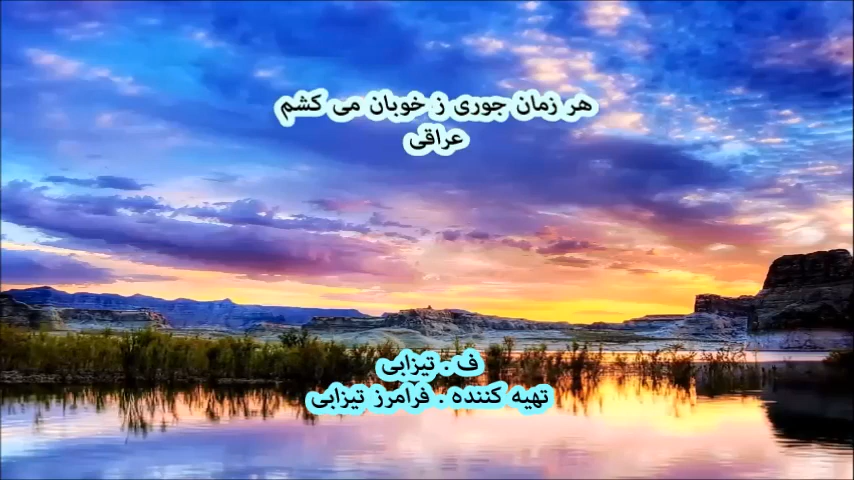 هر زمان جوری ز خوبان می کشم
عراقی
ف . تیزابی
تهیه کننده . فرامرز تیزابی